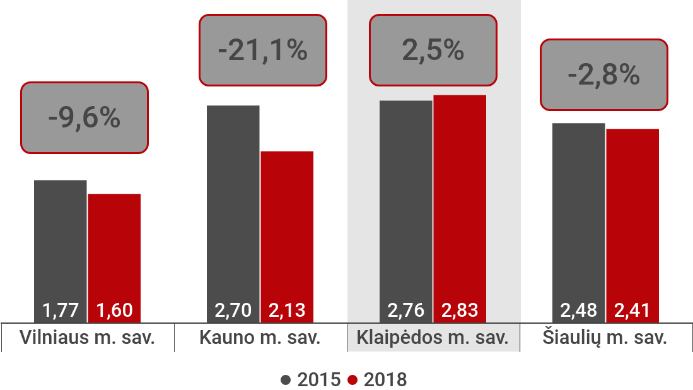 -9,6%
-21,1%
2,5%
-2,8%
1,77 1,60
2,70 2,13
2,76 2,83
2,48 2,41
Vilniaus m. sav.
Kauno m. sav.
Klaipėdos m. sav.
Šiaulių m. sav.
2015 2018